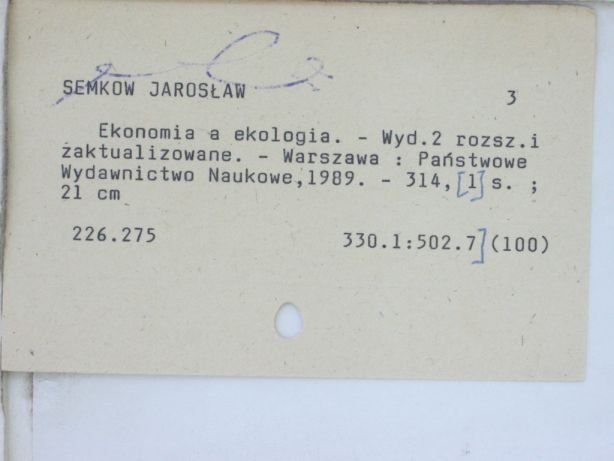 SEMKOW JAROSŁAW
3
Ekonomia a ekologia. - Wyd.2 rozsz.i
zaktualizowane. - Warszawa : Państwowe
Wydawnictwo Naukowe,1989. - 314,[1] s. ;
21 cm
226.275 330.1:502.7](100)